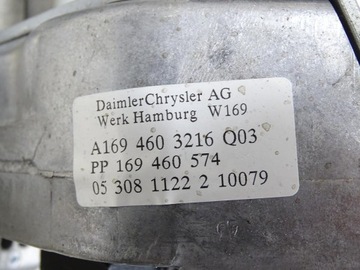 DaimlerChrysler AG
Werk Hamburg W169
A169 460 3216 Q03
PP 169 460 574
05 308 1122 2 10079